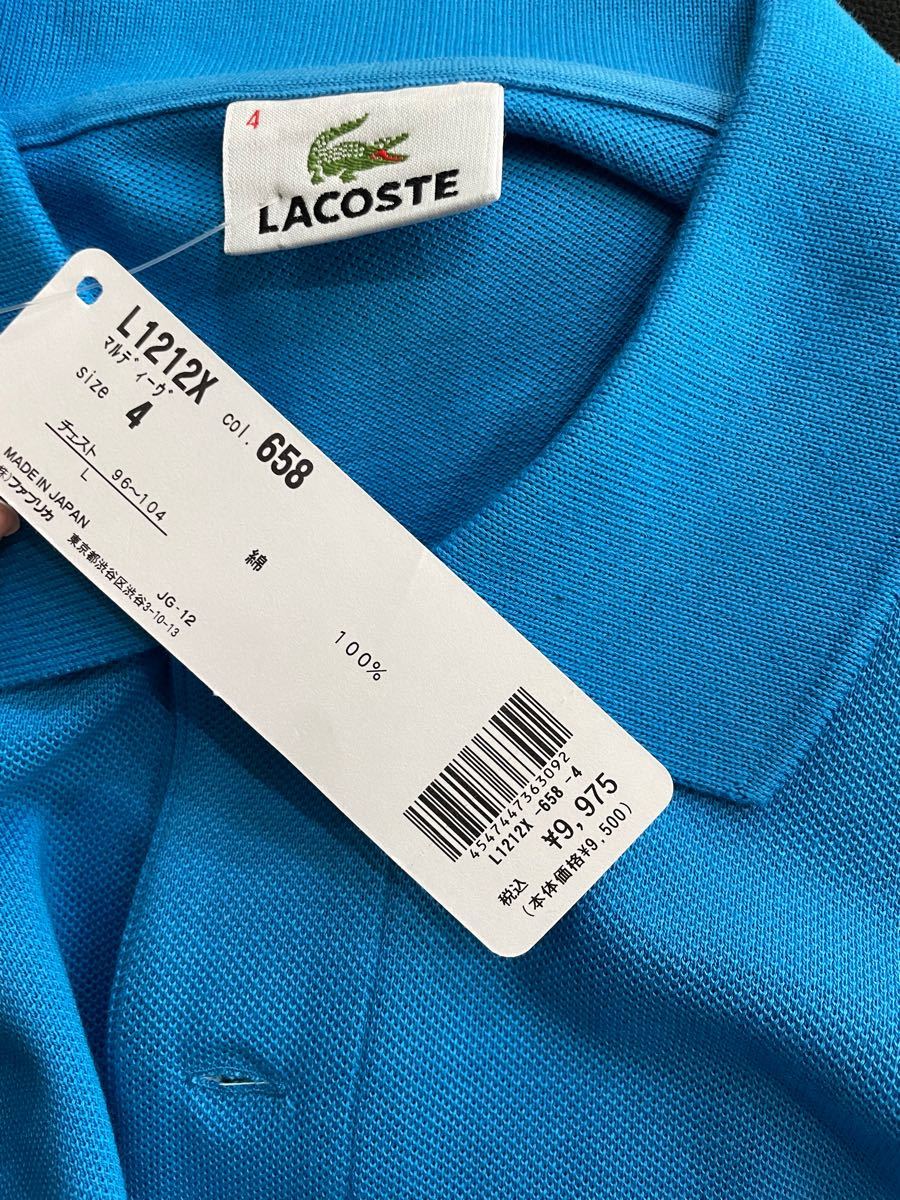 4
LACOSTE
L1212X
マルディーヴ
col. 658
size 4
チェスト 96~104
L
MADE IN JAPAN
(株)ファブリカ
JG-12
東京都渋谷区渋谷3-10-13
綿 100%
4547447363092
L1212X -658 -4
¥9,975
税込
(本体価格¥9,500)